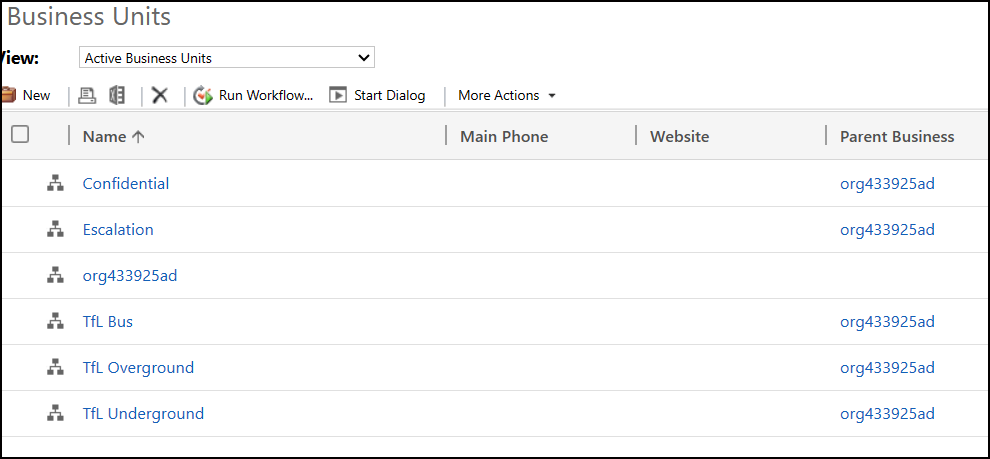 Business Units
View: Active Business Units
New Run Workflow... Start Dialog More Actions
Name Main Phone Website Parent Business
Confidential org433925ad
Escalation org433925ad
org433925ad
TfL Bus org433925ad
TfL Overground org433925ad
TfL Underground org433925ad